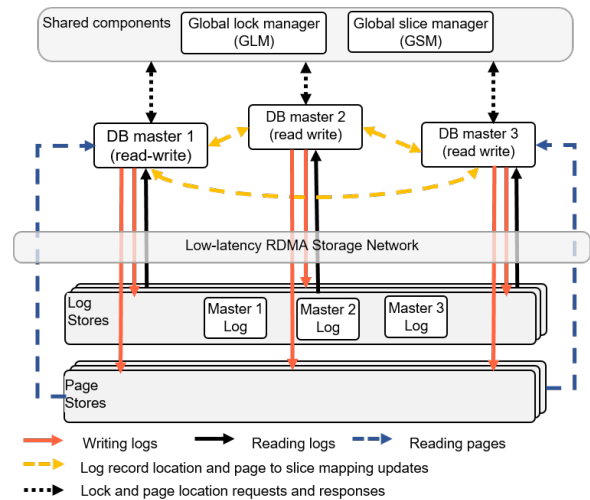 Shared components
Global lock manager
(GLM)
Global slice manager
(GSM)
DB master 1
(read-write)
DB master 2
(read write)
DB master 3
(read write)
Low-latency RDMA Storage Network
Log
Stores
Master 1
Log
Master 2
Log
Master 3
Log
Page
Stores
Writing logs
Reading logs
Reading pages
Log record location and page to slice mapping updates
Lock and page location requests and responses